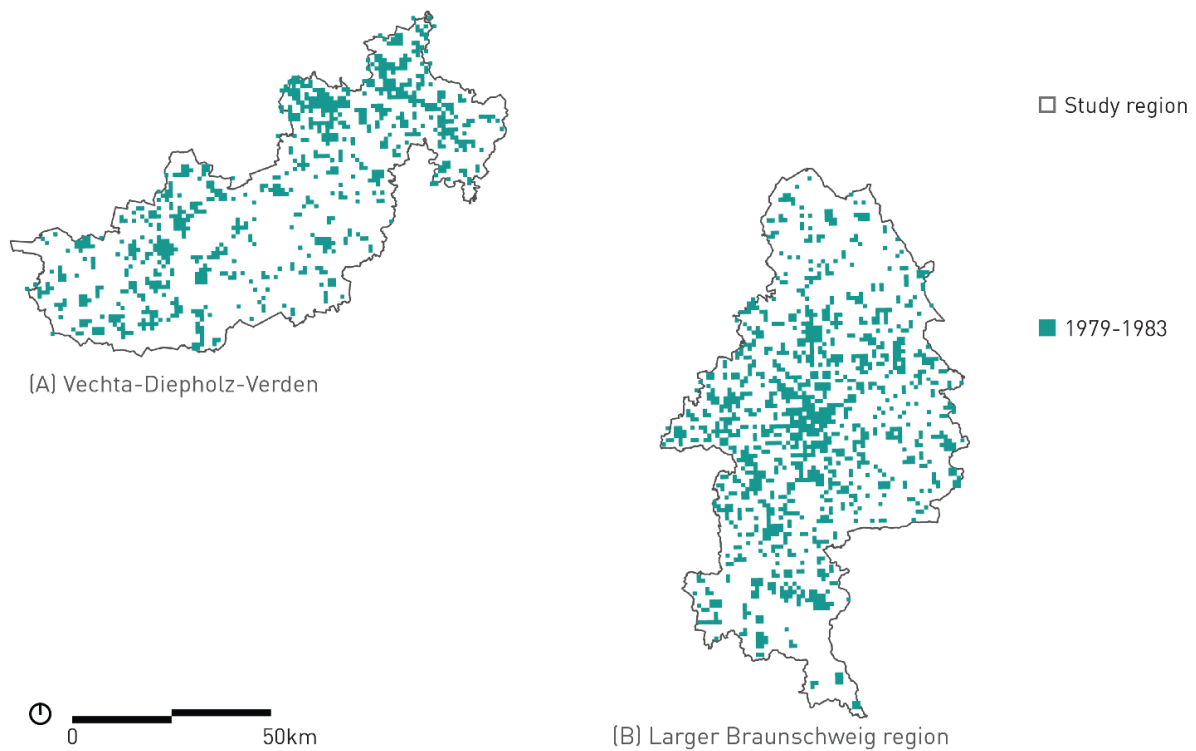 Study region
1979-1983
(A) Vechta-Diepholz-Verden
0 50km
(B) Larger Braunschweig region